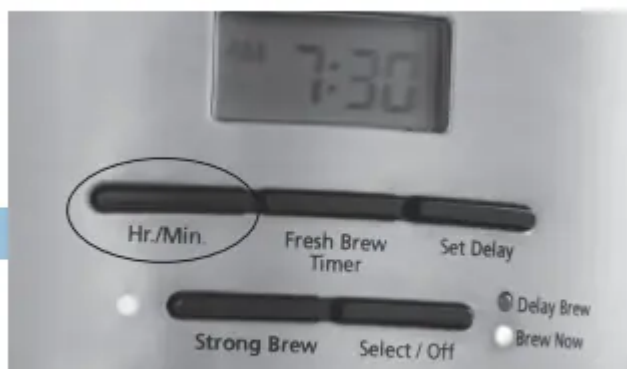 AM 7:30
Hr./Min.
Fresh Brew
Timer
Set Delay
Delay Brew
Strong Brew
Select / Off
Brew Now